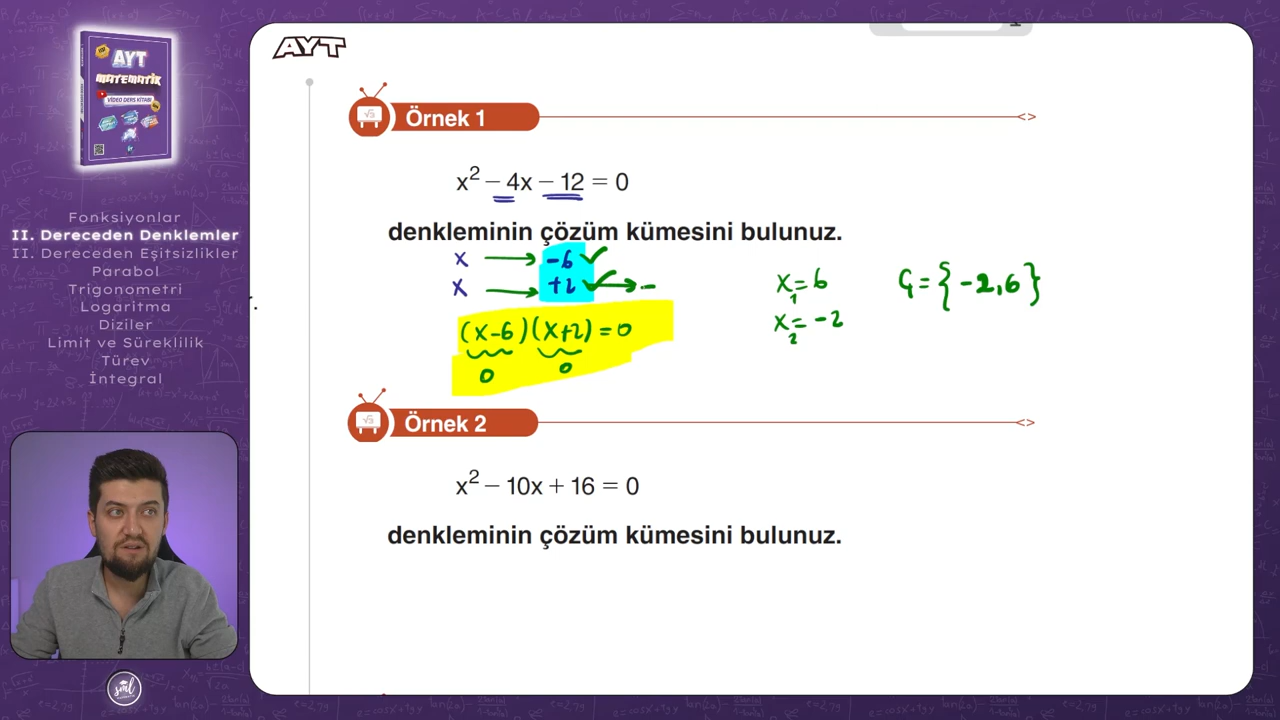 AYT
MATEMATİK
VİDEO DERS KİTABI
Fonksiyonlar
II. Dereceden Denklemler
II. Dereceden Eşitsizlikler
Parabol
Trigonometri
Logaritma
Diziler
Limit ve Süreklilik
Türev
İntegral
sml
AYT
Örnek 1
x² − 4x − 12 = 0
denkleminin çözüm kümesini bulunuz.
x → -6 ✓
x → +2 ✓ →
(x-6)(x+2) = 0
0 0
x₁ = 6
x₂ = -2
Ç = {-2, 6}
Örnek 2
x² − 10x + 16 = 0
denkleminin çözüm kümesini bulunuz.